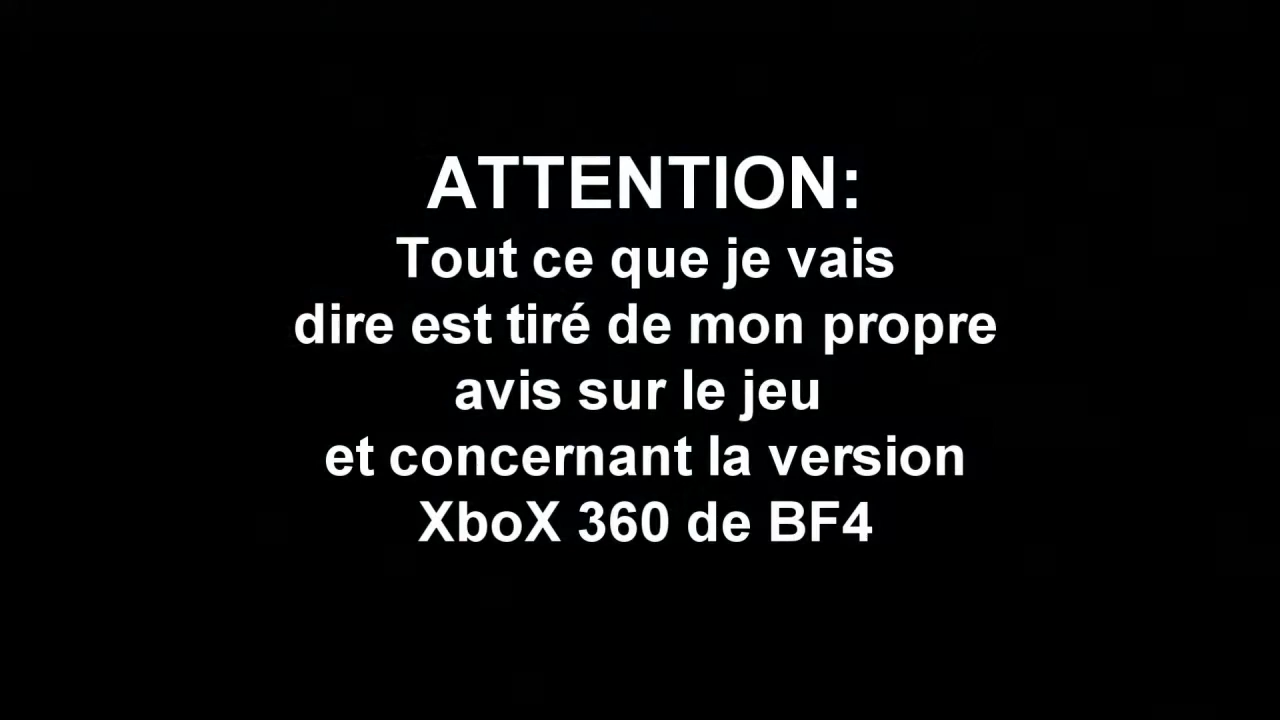 ATTENTION:
Tout ce que je vais
dire est tiré de mon propre
avis sur le jeu
et concernant la version
XboX 360 de BF4